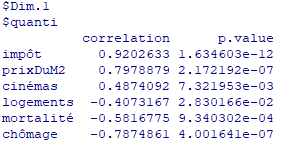 $Dim.1
$quanti
correlation p.value
impôt 0.9202633 1.634603e-12
prixDuM2 0.7978879 2.172192e-07
cinémas 0.4874092 7.321953e-03
logements -0.4073167 2.830166e-02
mortalité -0.5816775 9.340302e-04
chômage -0.7874861 4.001641e-07